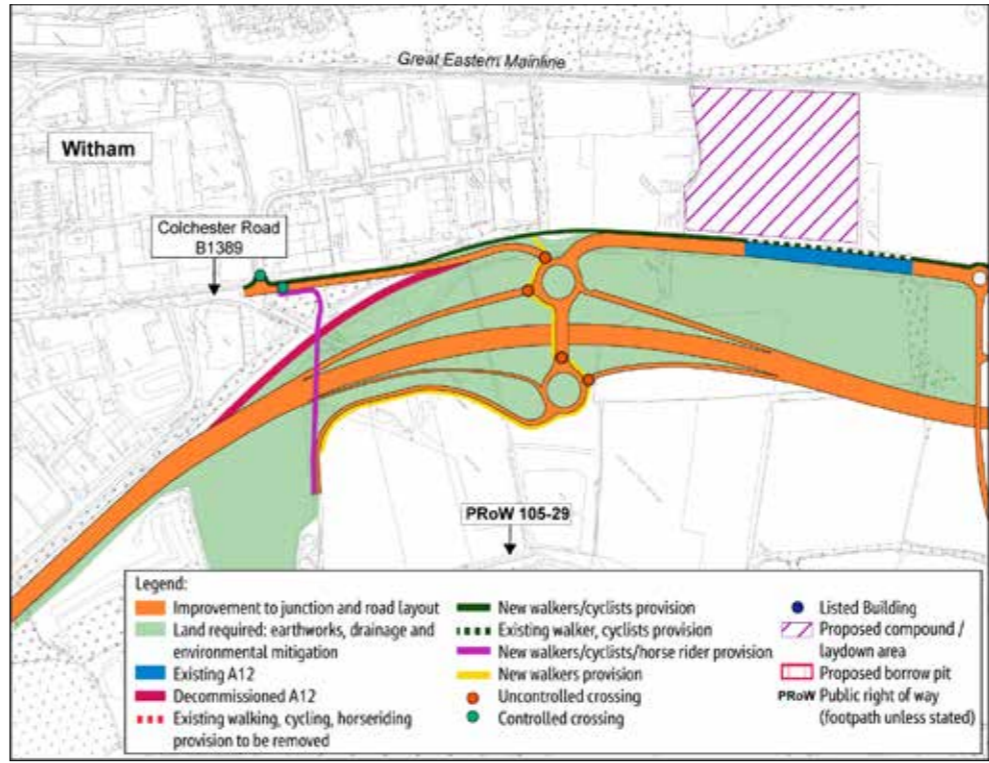 Great Eastern Mainline
Witham
Colchester Road
B1389
PRoW 105-29
Legend:
Improvement to junction and road layout
Land required: earthworks, drainage and
environmental mitigation
Existing A12
Decommissioned A12
Existing walking, cycling, horseriding
provision to be removed
New walkers/cyclists provision
Existing walker, cyclists provision
New walkers/cyclists/horse rider provision
New walkers provision
Uncontrolled crossing
Controlled crossing
Listed Building
Proposed compound /
laydown area
Proposed borrow pit
PRoW Public right of way
(footpath unless stated)